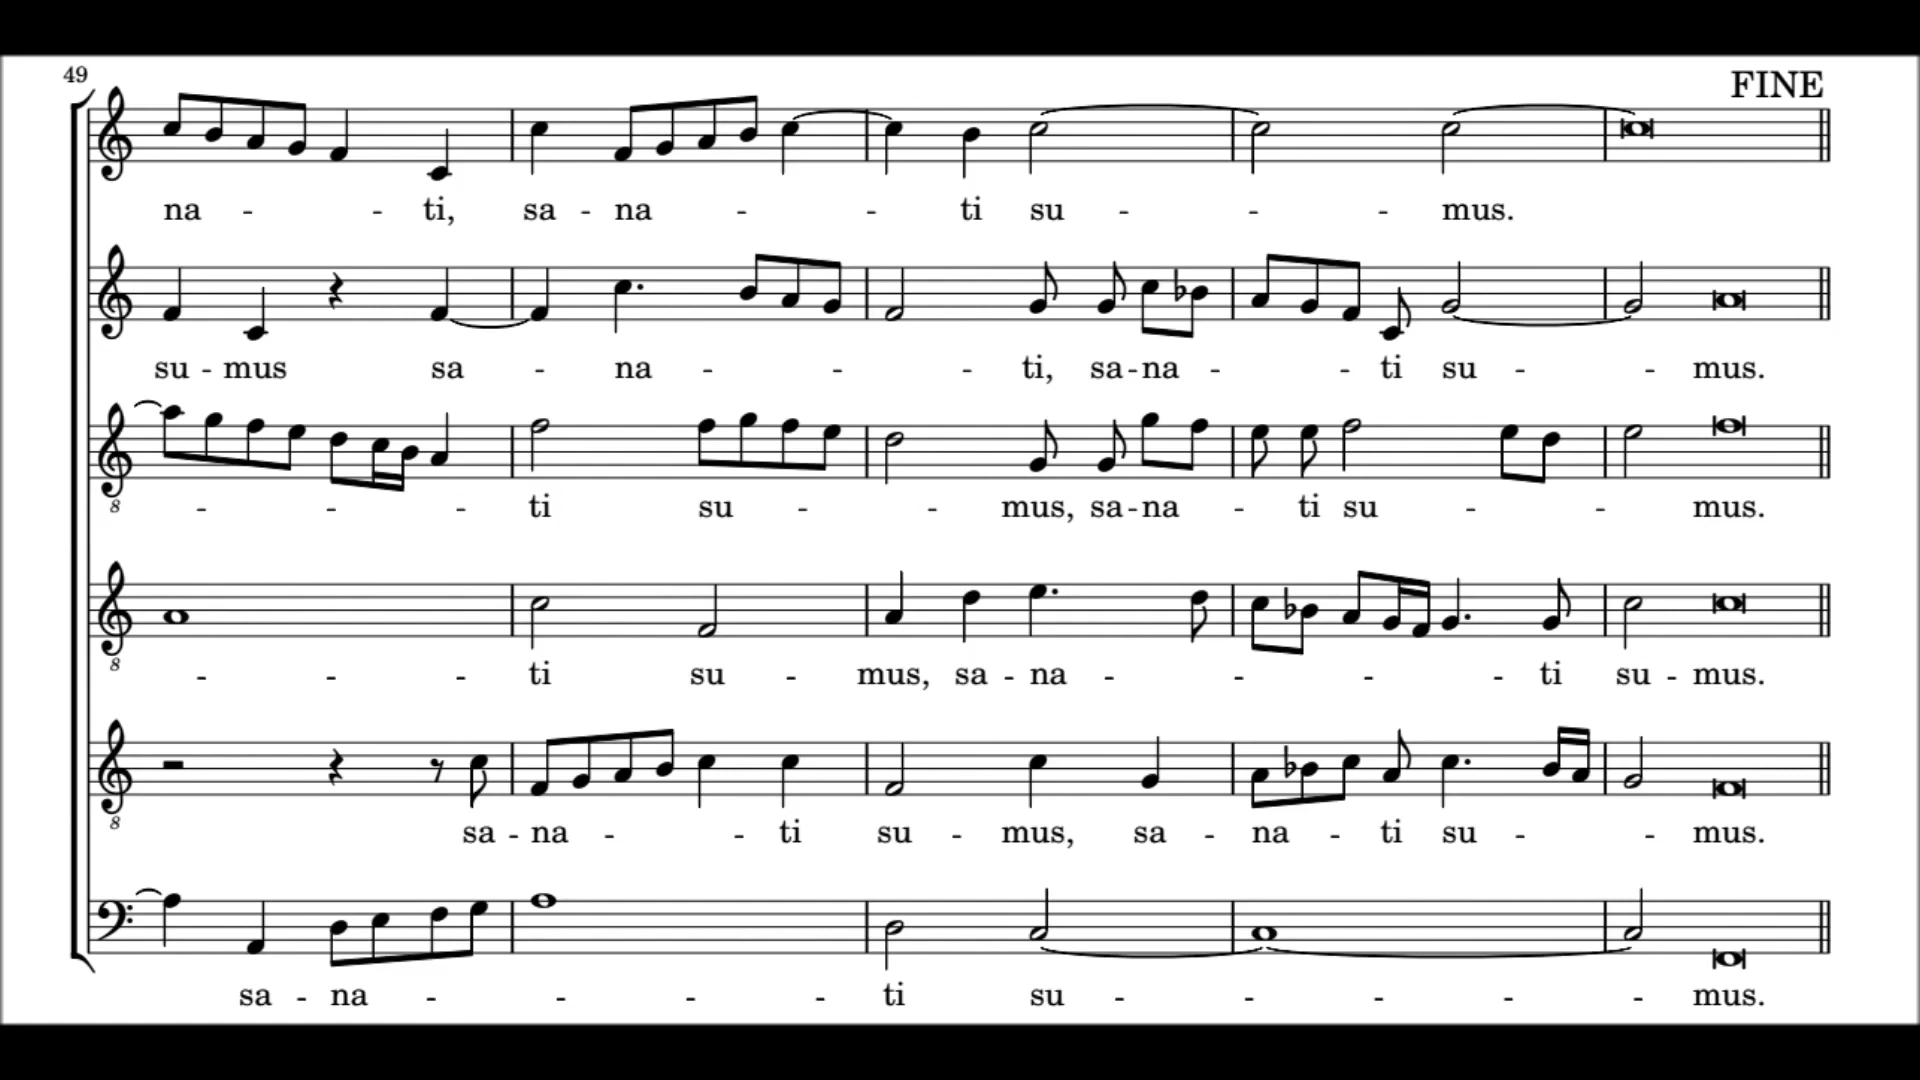 49
FINE
na - - ti, sa - na - - ti su - - - mus.
su - mus sa - na - - - ti, sa - na - - ti su - - mus.
8
- - - ti su - - mus, sa - na - ti su - - mus.
8
- - - ti su - mus, sa - na - - - - ti su - mus.
8
sa - na - - ti su - mus, sa - na - ti su - - mus.
sa - na - - - - ti su - - - - - mus.